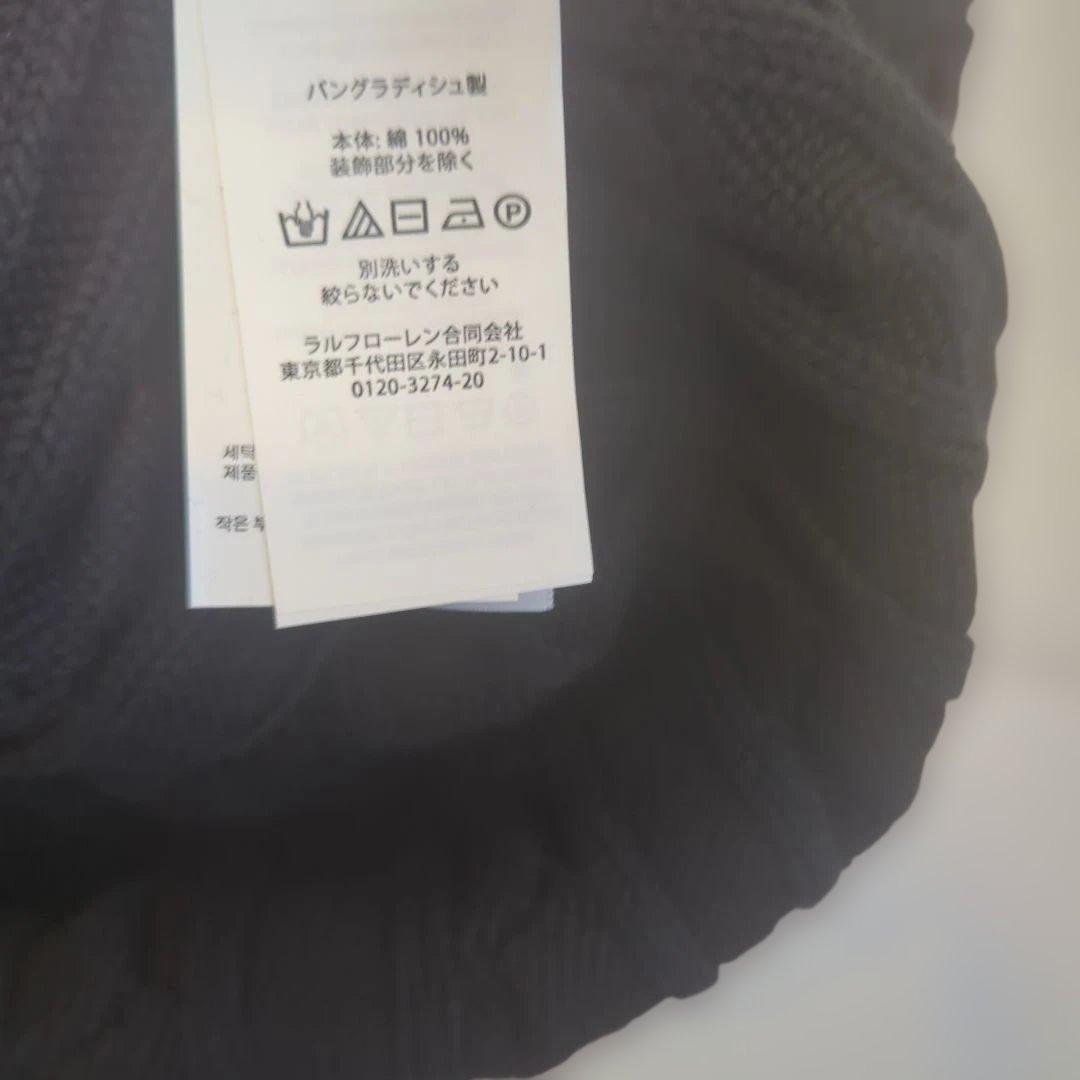 バングラディシュ製
本体: 綿 100%
装飾部分を除く
P
別洗いする
絞らないでください
ラルフローレン合同会社
東京都千代田区永田町2-10-1
0120-3274-20
세탁
제품
작은